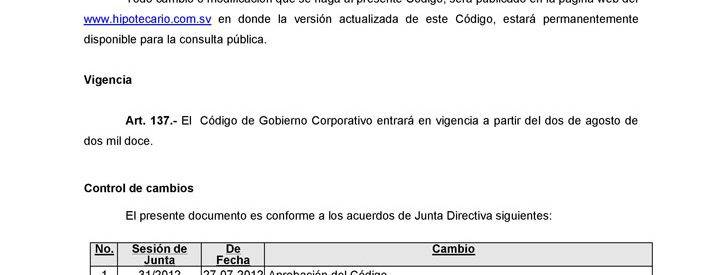 Todo cambio o modificación que se haga al presente Código, será publicado en la página web del
www.hipotecario.com.sv en donde la versión actualizada de este Código, estará permanentemente
disponible para la consulta pública.
Vigencia
Art. 137.- El Código de Gobierno Corporativo entrará en vigencia a partir del dos de agosto de
dos mil doce.
Control de cambios
El presente documento es conforme a los acuerdos de Junta Directiva siguientes:
No. Sesión de Junta De Fecha Cambio
1 31/2012 27-07-2012 Aprobación del Código